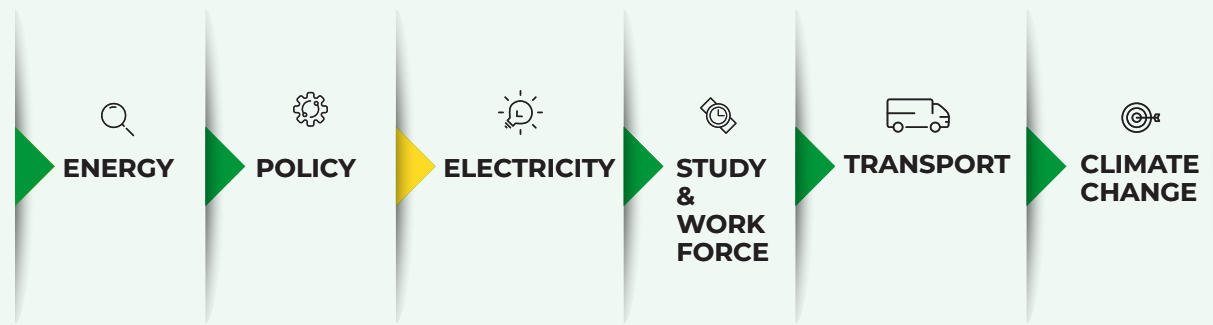 ENERGY
POLICY
ELECTRICITY
STUDY
&
WORK
FORCE
TRANSPORT
CLIMATE
CHANGE